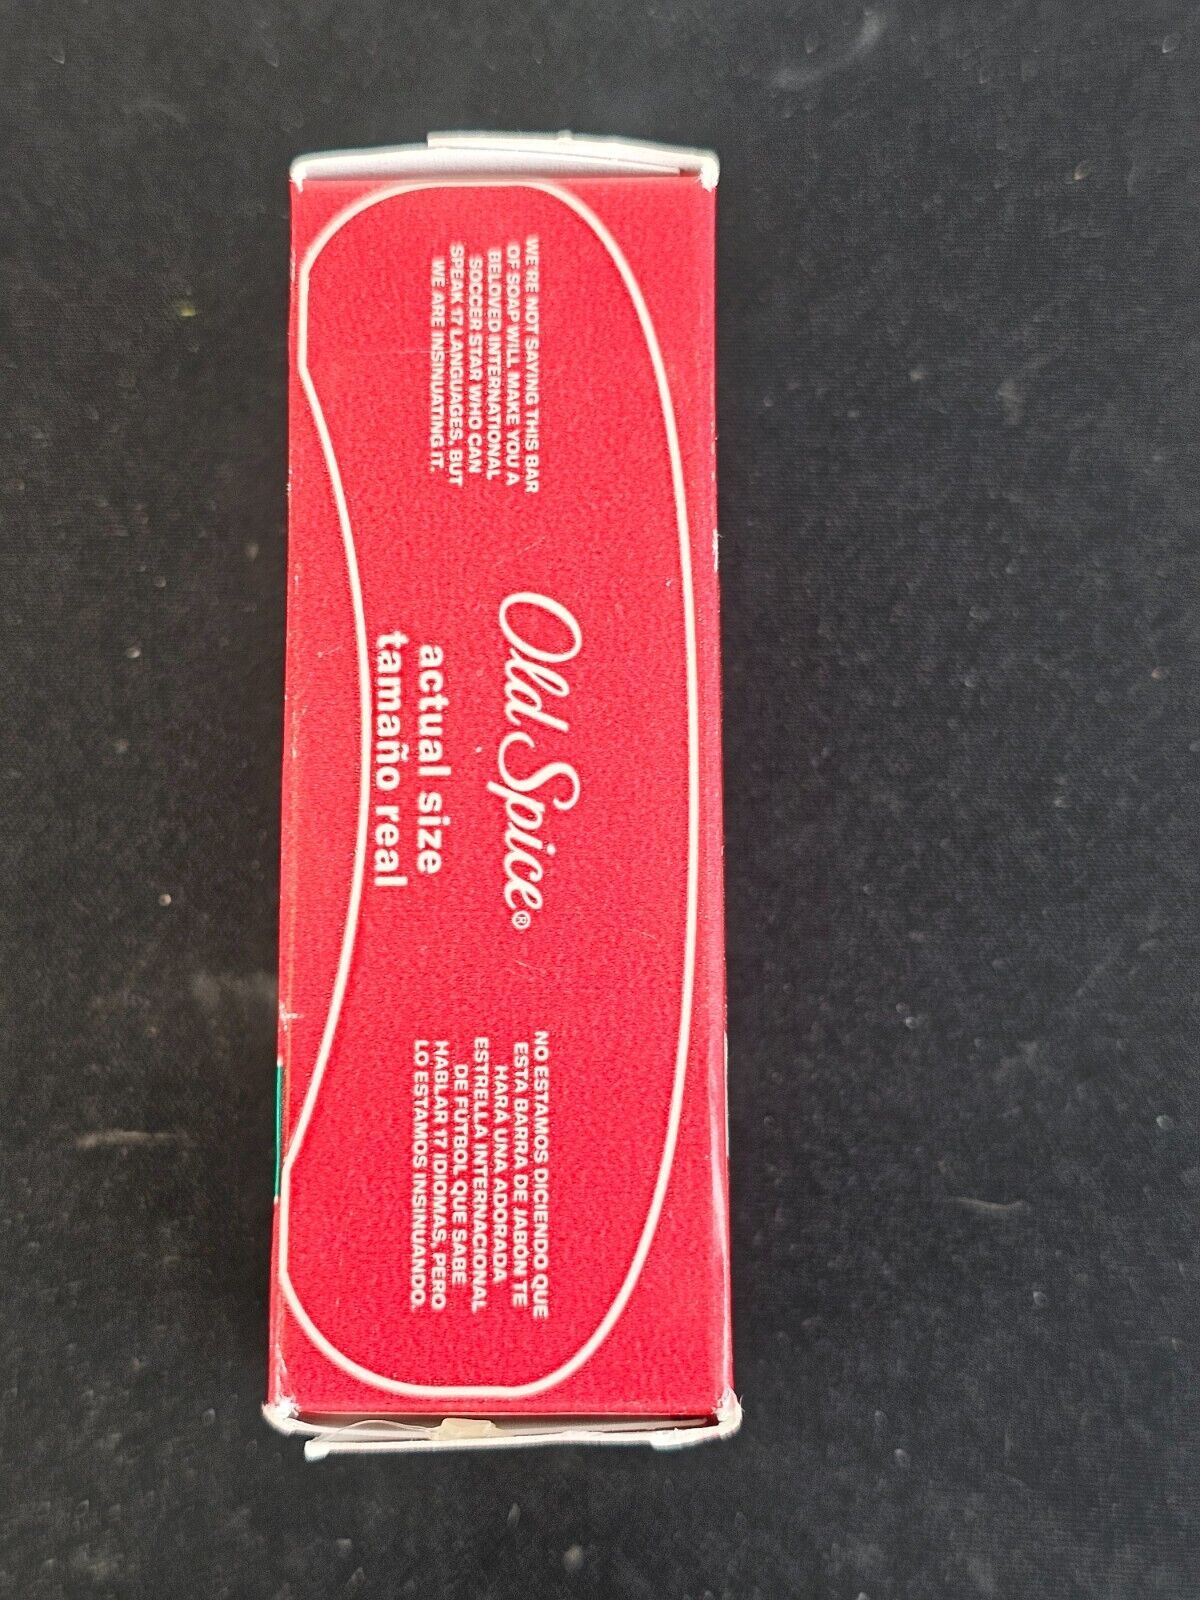 WE'RE NOT SAYING THIS BAR
OF SOAP WILL MAKE YOU A
BELOVED INTERNATIONAL
SOCCER STAR WHO CAN
SPEAK 17 LANGUAGES, BUT
WE ARE INSINUATING IT.
Old Spice®
actual size
tamaño real
NO ESTAMOS DICIENDO QUE
ESTA BARRA DE JABÓN TE
HARÁ UNA ADORADA
ESTRELLA INTERNACIONAL
DE FÚTBOL QUE SABE
HABLAR 17 IDIOMAS, PERO
LO ESTAMOS INSINUANDO.